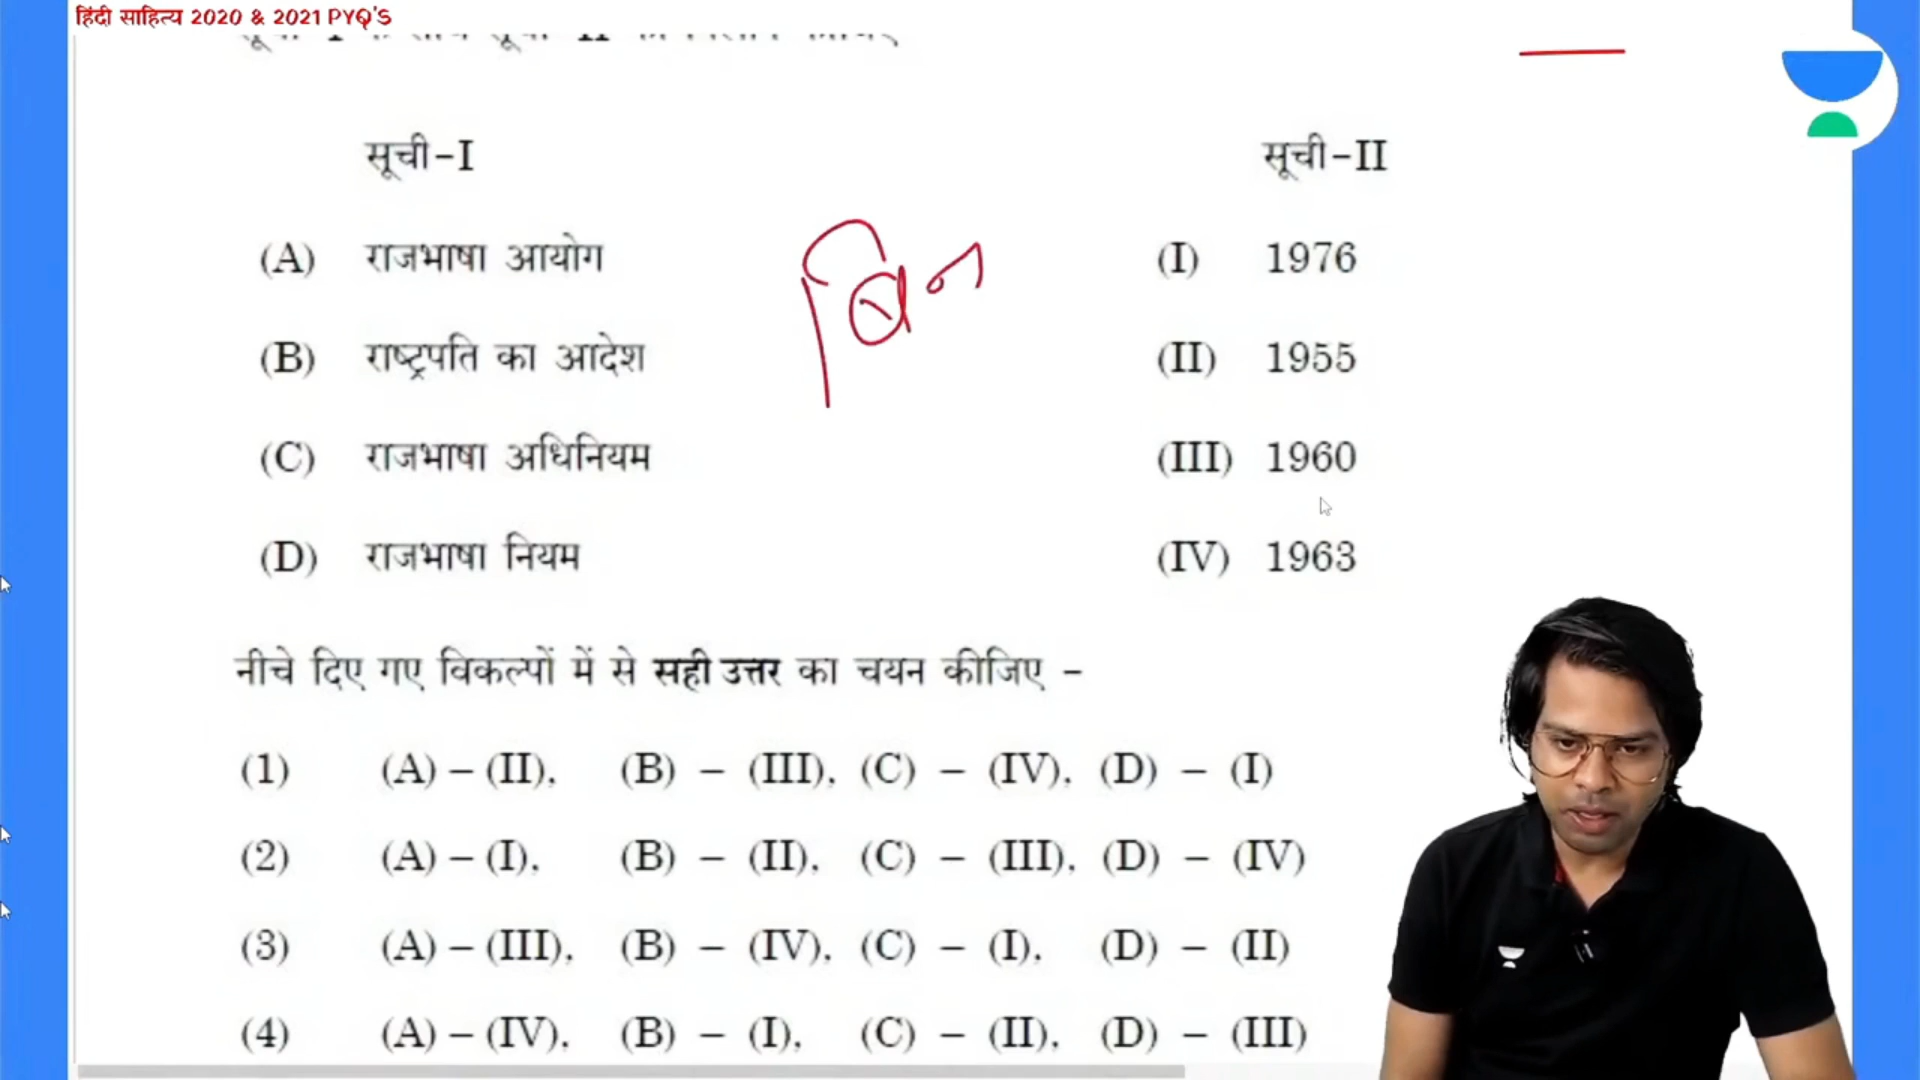 हिंदी साहित्य 2020 & 2021 PYQ'S
सूची-I सूची-II
(A) राजभाषा आयोग (I) 1976
(B) राष्ट्रपति का आदेश (II) 1955
(C) राजभाषा अधिनियम (III) 1960
(D) राजभाषा नियम (IV) 1963
नीचे दिए गए विकल्पों में से सही उत्तर का चयन कीजिए –
(1) (A) – (II), (B) – (III), (C) – (IV), (D) – (I)
(2) (A) – (I), (B) – (II), (C) – (III), (D) – (IV)
(3) (A) – (III), (B) – (IV), (C) – (I), (D) – (II)
(4) (A) – (IV), (B) – (I), (C) – (II), (D) – (III)